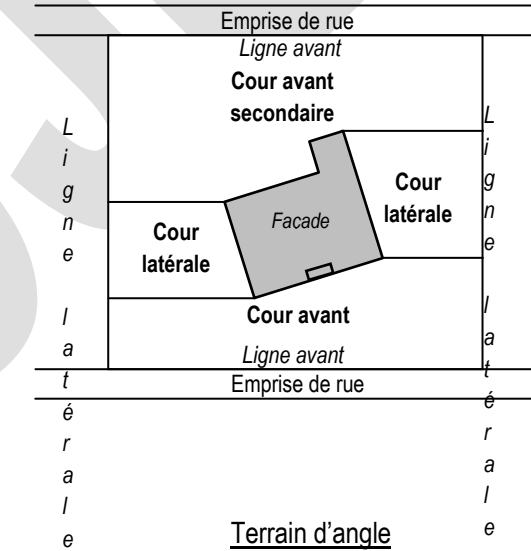 Emprise de rue
Ligne avant
Cour avant
secondaire
Ligne latérale
Ligne latérale
Cour
latérale
Façade
Cour
latérale
Cour avant
Ligne avant
Emprise de rue
Terrain d'angle